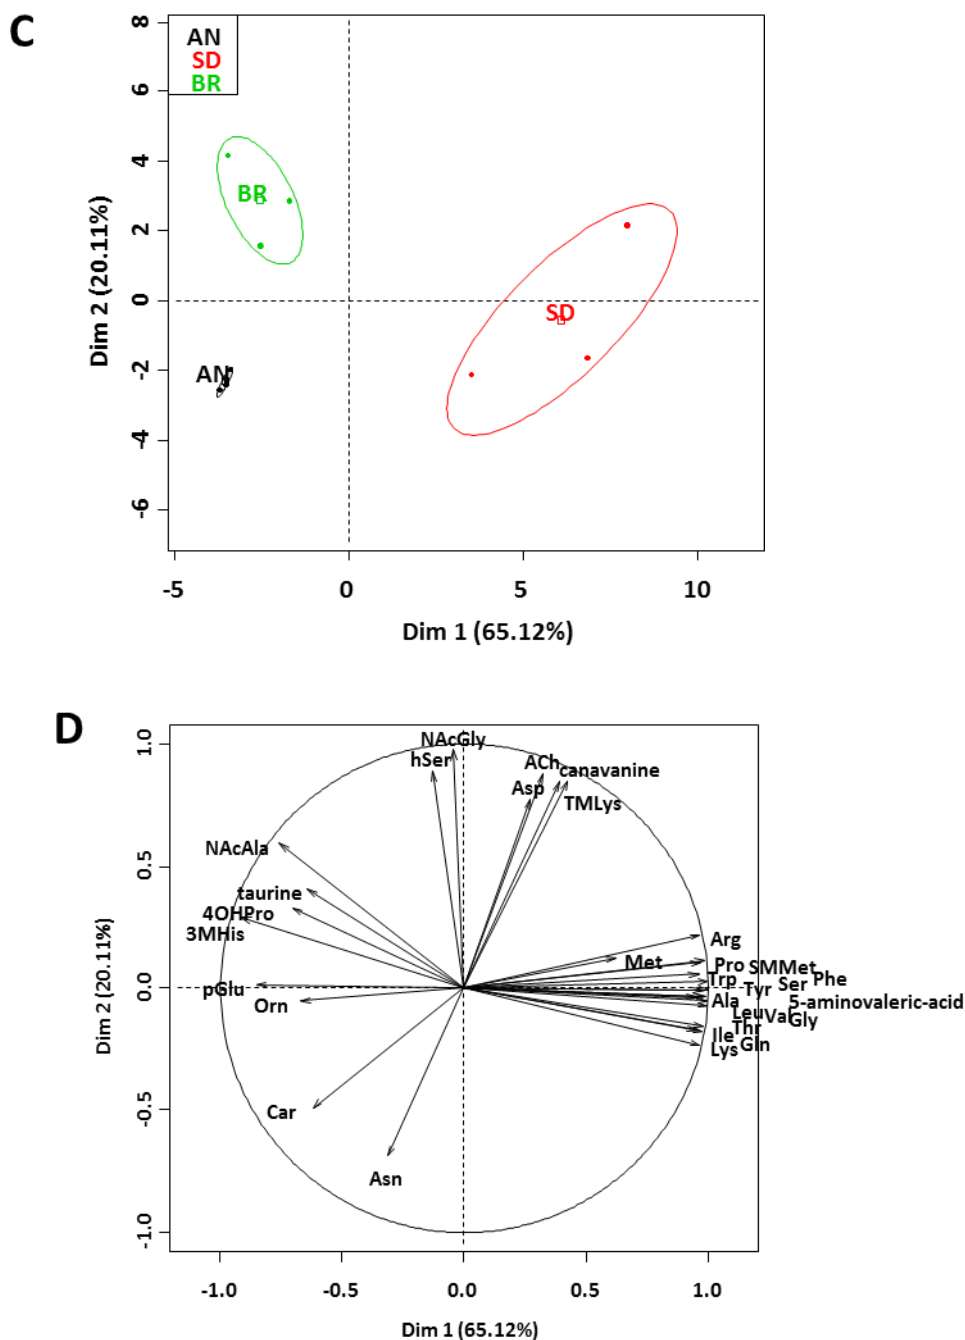 C
AN
SD
BR
8
6
4
2
0
-2
-4
-6
Dim 2 (20.11%)
BR
SD
AN
-5
0
5
10
Dim 1 (65.12%)
D
1.0
0.5
0.0
-0.5
-1.0
Dim 2 (20.11%)
NAcGly
hSer
ACh
canavanine
Asp
TMLys
NAcAla
taurine
4OHPro
3MHis
Arg
Met
Pro
SMMet
Trp
Tyr
Ser
Phe
pGlu
Orn
Ala
5-aminovaleric-acid
Leu
Val
Gly
Ile
Thr
Lys
Gln
Car
Asn
-1.0
-0.5
0.0
0.5
1.0
Dim 1 (65.12%)